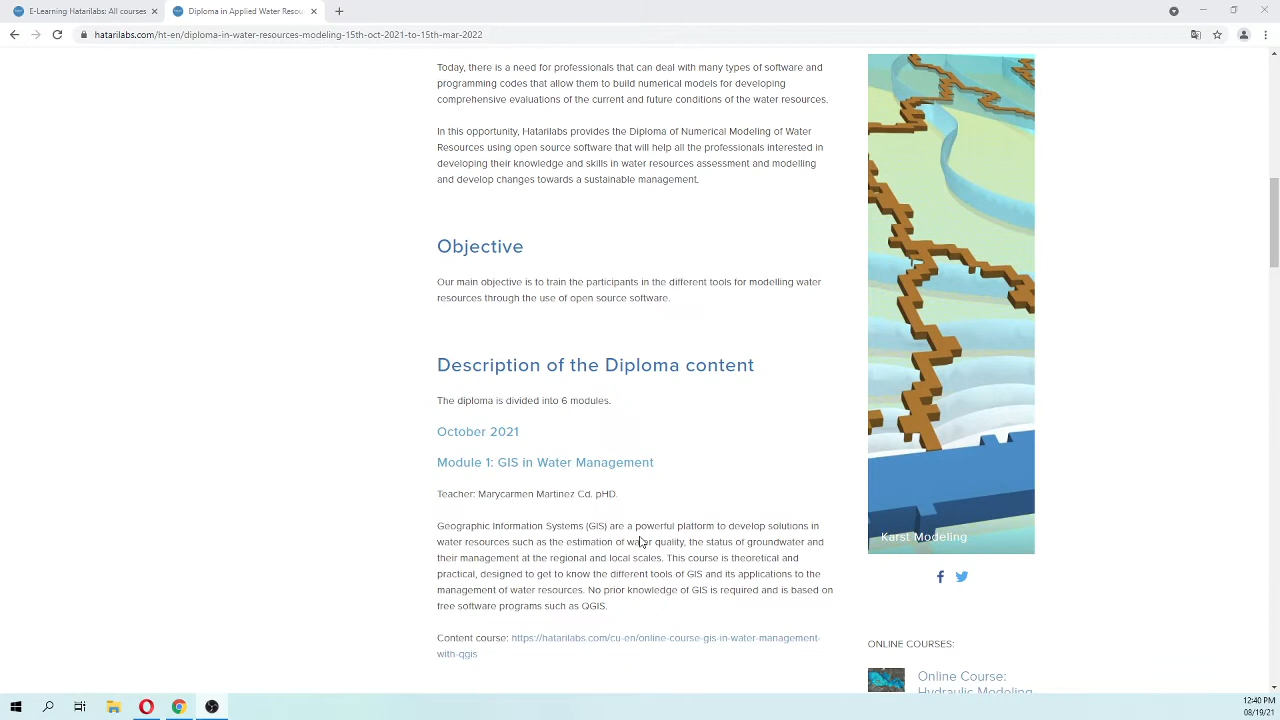 E-Learning Hatarilabs: All courses
Diploma in Applied Water Resou
hatarilabs.com/ht-en/diploma-in-water-resources-modeling-15th-oct-2021-to-15th-mar-2022
Today, there is a need for professionals that can deal with many types of software and
programming codes that allow them to build numerical models for developing
comprehensive evaluations of the current and future conditions of the water resources.
In this opportunity, Hatarilabs provides the Diploma of Numerical Modeling of Water
Resources using open source software that will help all the professionals interested in
developing their knowledge and skills in water resources assessment and modelling
and develop changes towards a sustainable management.
Objective
Our main objective is to train the participants in the different tools for modelling water
resources through the use of open source software.
Description of the Diploma content
The diploma is divided into 6 modules.
October 2021
Module 1: GIS in Water Management
Teacher: Marycarmen Martinez Cd. pHD.
Geographic Information Systems (GIS) are a powerful platform to develop solutions in
water resources such as the estimation of water quality, the status of groundwater and
their management at the regional and local scales. This course is theoretical and
practical, designed to get to know the different tools of GIS and its applications to the
management of water resources. No prior knowledge of GIS is required and is based on
free software programs such as QGIS.
Content course: https://hatarilabs.com/cu-en/online-course-gis-in-water-management-
with-qgis
Karst Modeling
ONLINE COURSES:
Online Course:
Hydraulic Modeling
12:40 PM
08/19/21